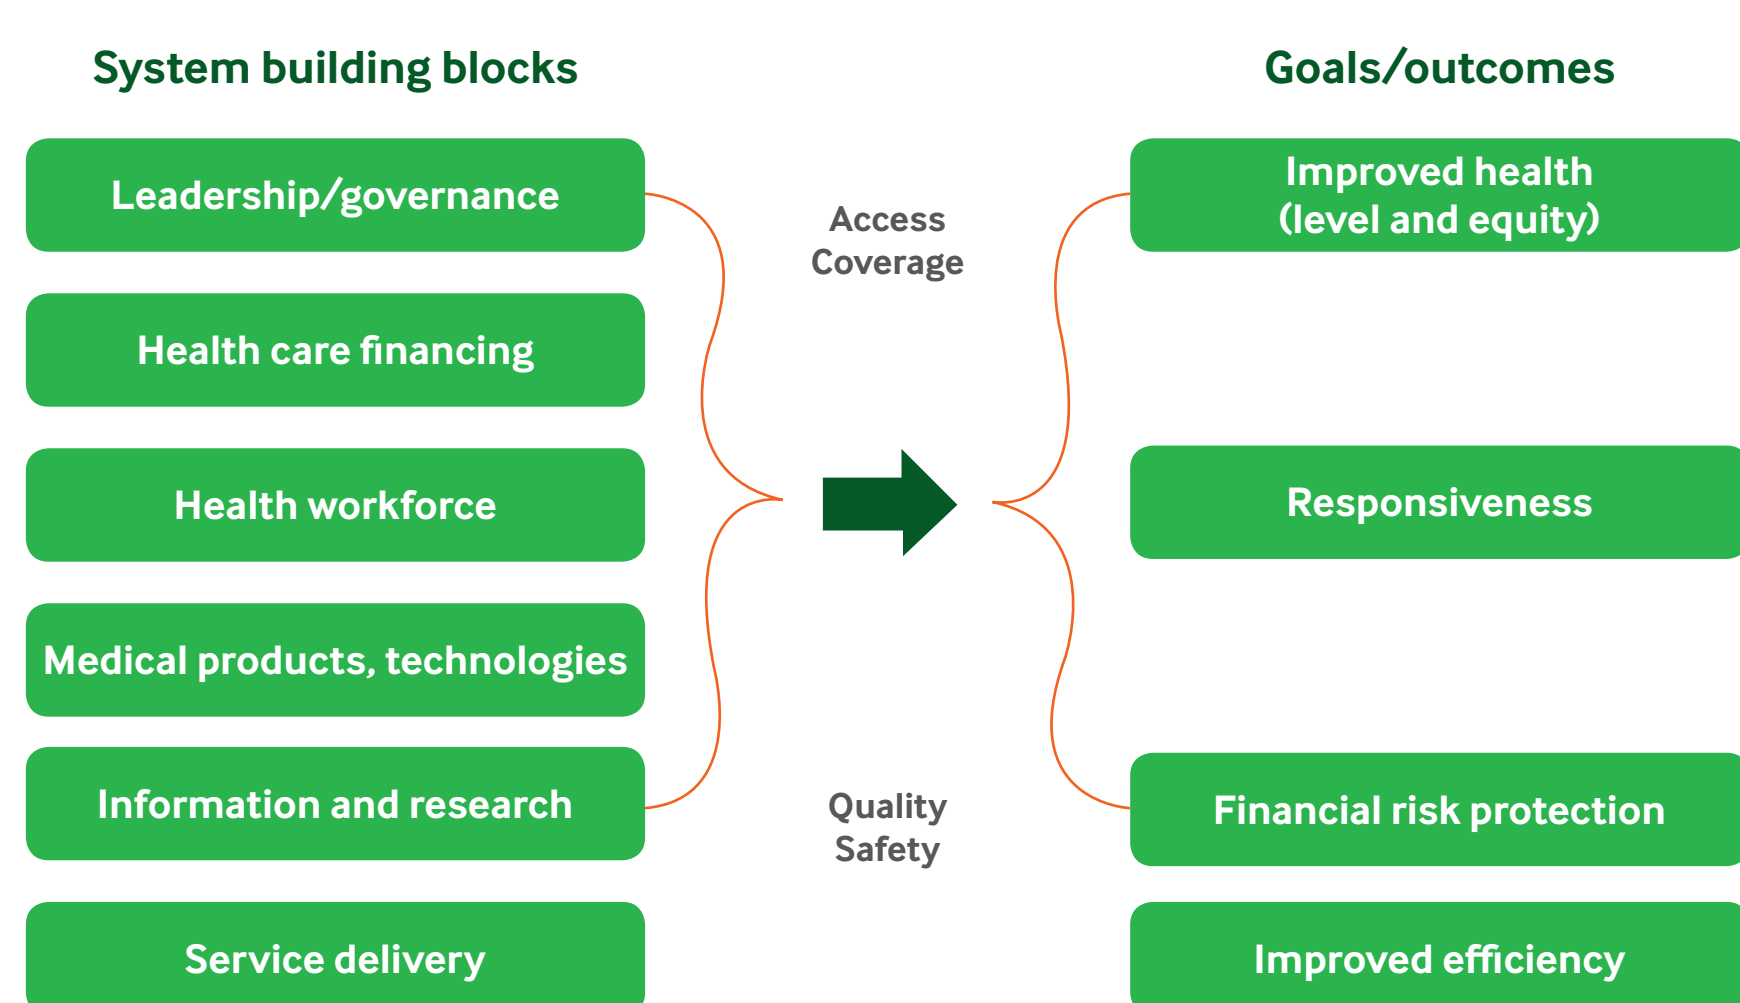 System building blocks
Leadership/governance
Health care financing
Health workforce
Medical products, technologies
Information and research
Service delivery
Access
Coverage
Quality
Safety
Goals/outcomes
Improved health
(level and equity)
Responsiveness
Financial risk protection
Improved efficiency